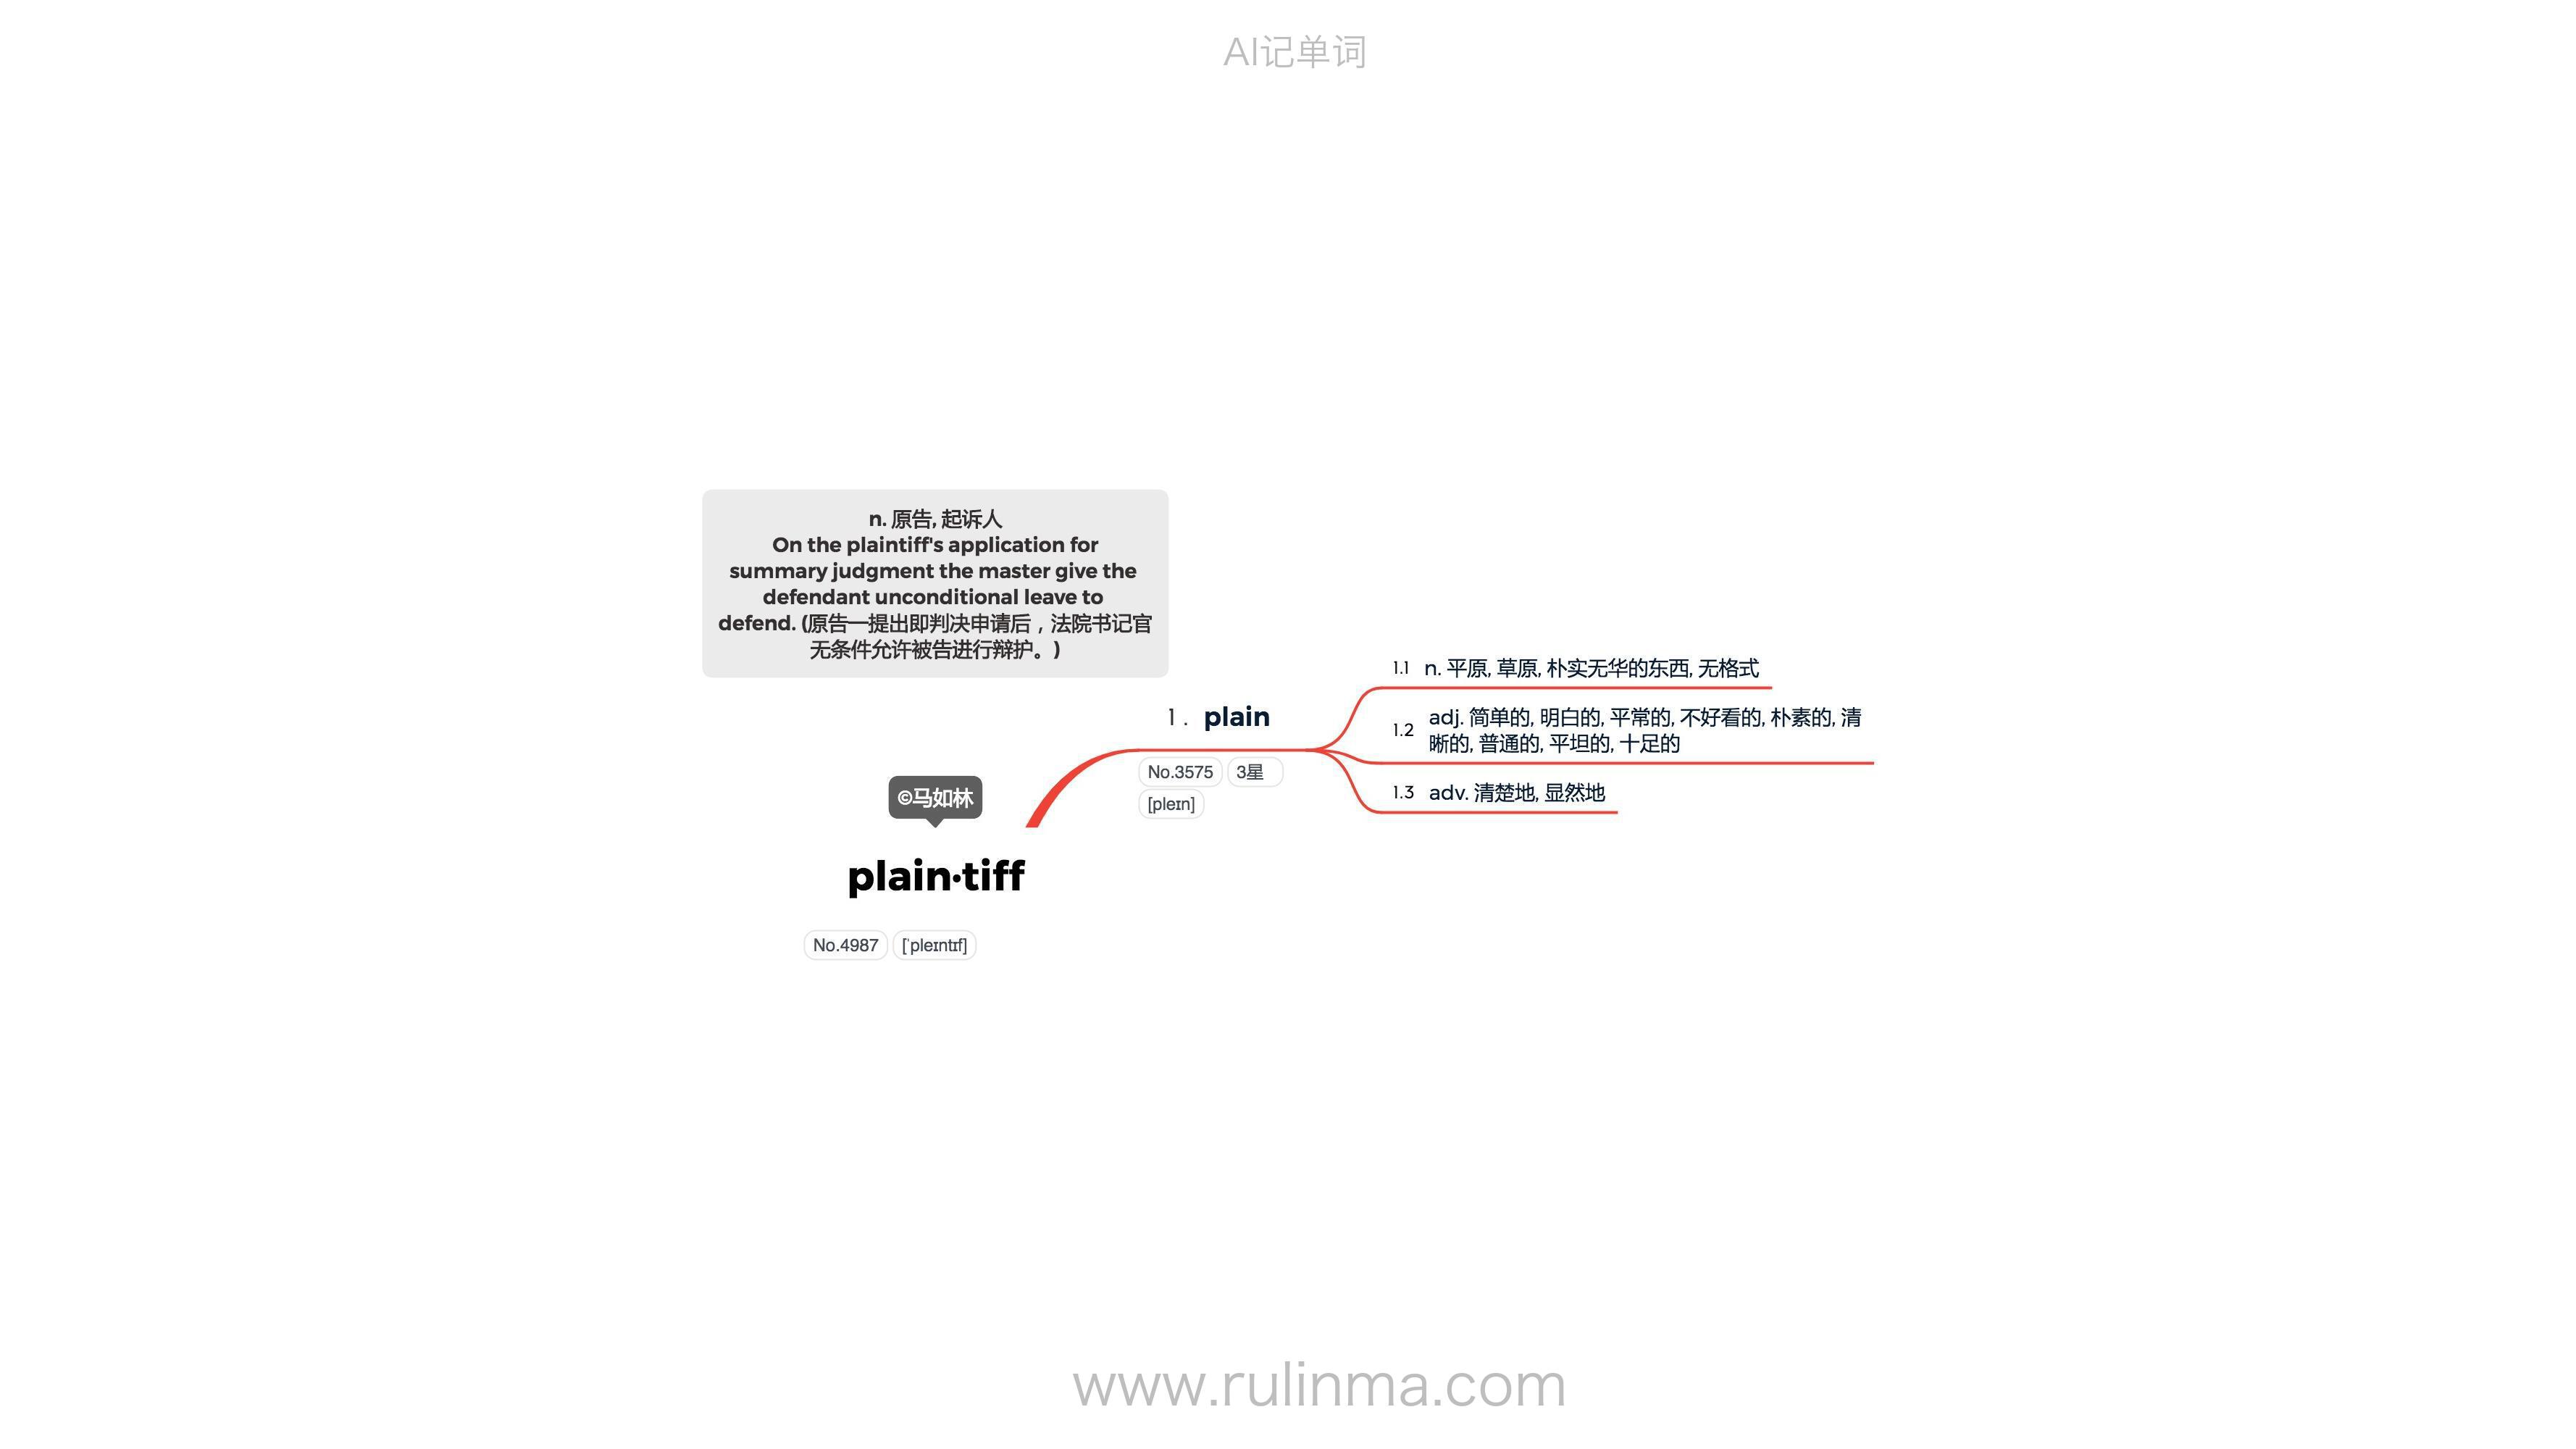 AI记单词
n. 原告, 起诉人
On the plaintiff's application for
summary judgment the master give the
defendant unconditional leave to
defend. (原告一提出即判决申请后，法院书记官
无条件允许被告进行辩护。)
1. plain
No.3575 3星
[pleɪn]
1.1 n. 平原, 草原, 朴实无华的东西, 无格式
1.2 adj. 简单的, 明白的, 平常的, 不好看的, 朴素的, 清
晰的, 普通的, 平坦的, 十足的
1.3 adv. 清楚地, 显然地
©马如林
plain·tiff
No.4987 [ˈpleɪntɪf]
www.rulinma.com